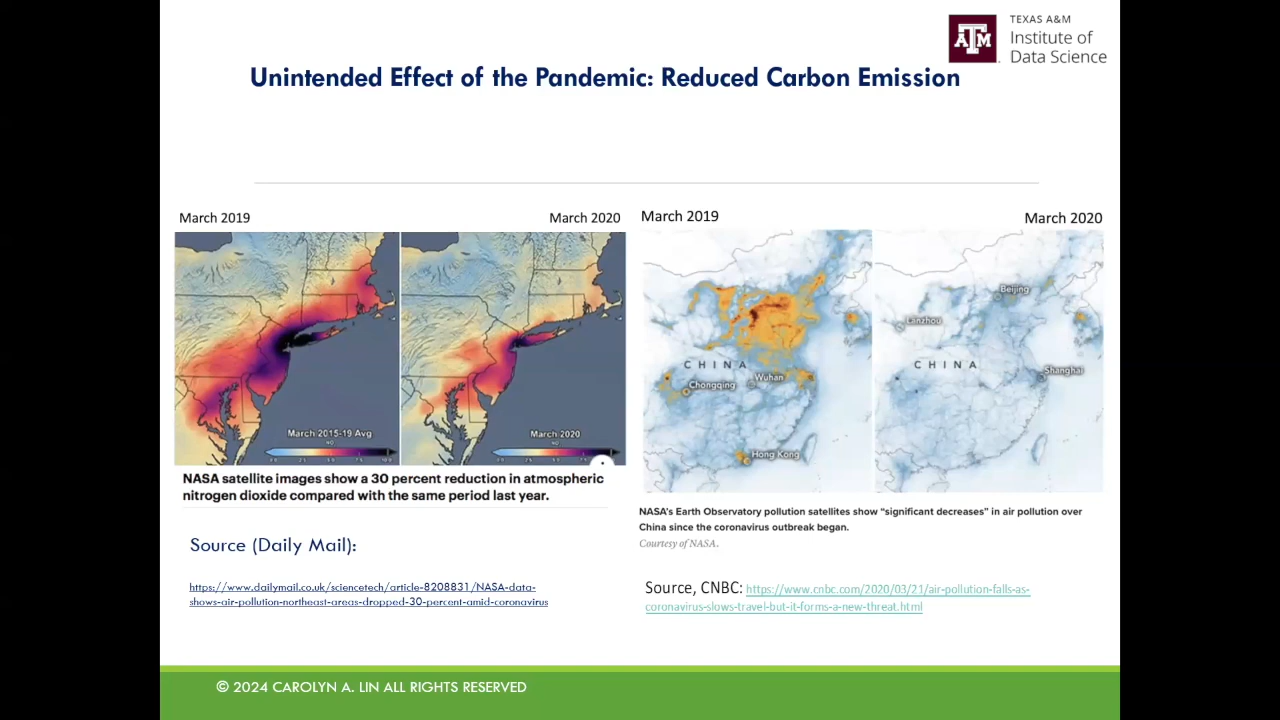 TEXAS A&M
Institute of
Data Science
Unintended Effect of the Pandemic: Reduced Carbon Emission
March 2019
March 2020
March 2015-19 Avg
March 2020
NASA satellite images show a 30 percent reduction in atmospheric
nitrogen dioxide compared with the same period last year.
Source (Daily Mail):
https://www.dailymail.co.uk/sciencetech/article-8208831/NASA-data-
shows-air-pollution-northeast-areas-dropped-30-percent-amid-coronavirus
March 2019
March 2020
CHINA
Chongqing
Wuhan
Hong Kong
Beijing
Lanzhou
CHINA
Shanghai
NASA's Earth Observatory pollution satellites show “significant decreases” in air pollution over
China since the coronavirus outbreak began.
Courtesy of NASA.
Source, CNBC: https://www.cnbc.com/2020/03/21/air-pollution-falls-as-
coronavirus-slows-travel-but-it-forms-a-new-threat.html
© 2024 CAROLYN A. LIN ALL RIGHTS RESERVED